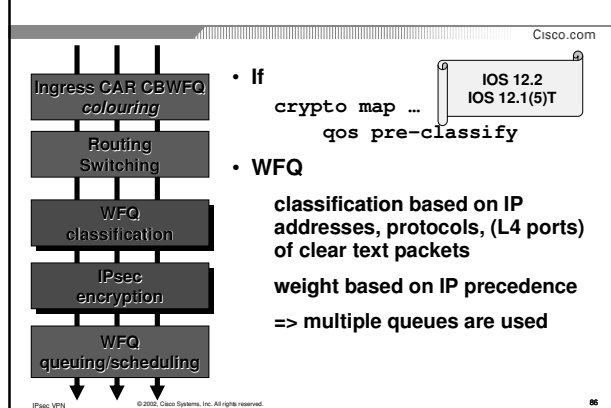 Cisco.com
Ingress CAR CBWFQ
colouring
Routing
Switching
WFQ
classification
IPsec
encryption
WFQ
queuing/scheduling
• If
IOS 12.2
IOS 12.1(5)T
crypto map …
qos pre-classify
• WFQ
classification based on IP
addresses, protocols, (L4 ports)
of clear text packets
weight based on IP precedence
=> multiple queues are used
IPsec VPN
© 2002, Cisco Systems, Inc. All rights reserved.
86